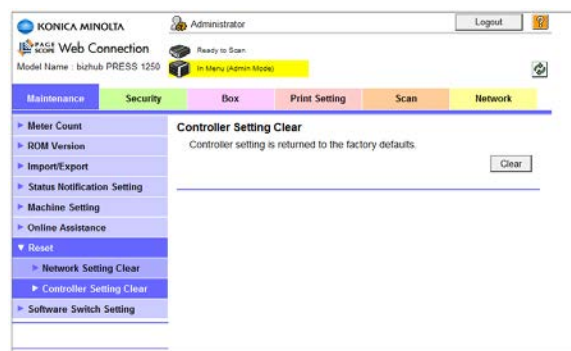 KONICA MINOLTA
Administrator
Logout
?
PAGE SCOPE Web Connection
Ready to Scan
Model Name : bizhub PRESS 1250
In Menu (Admin Mode)
Maintenance
Security
Box
Print Setting
Scan
Network
Meter Count
ROM Version
Import/Export
Status Notification Setting
Machine Setting
Online Assistance
Reset
Network Setting Clear
Controller Setting Clear
Software Switch Setting
Controller Setting Clear
Controller setting is returned to the factory defaults.
Clear